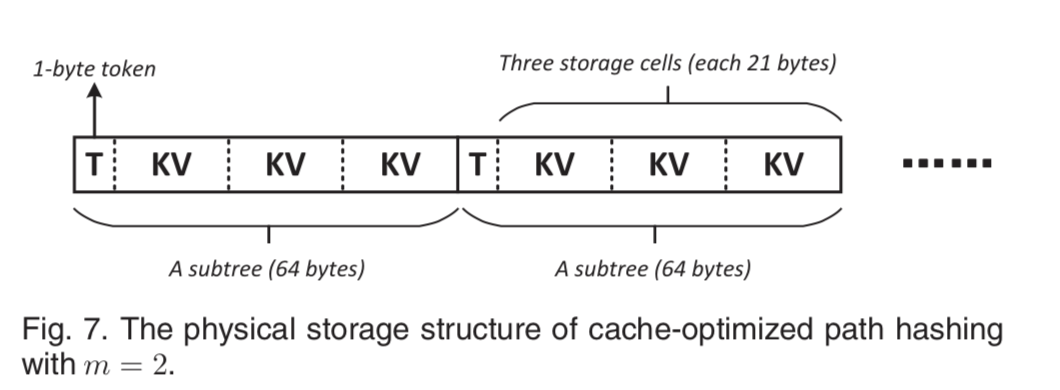 1-byte token
Three storage cells (each 21 bytes)
T KV KV KV T KV KV KV ......
A subtree (64 bytes) A subtree (64 bytes)
Fig. 7. The physical storage structure of cache-optimized path hashing
with m = 2.